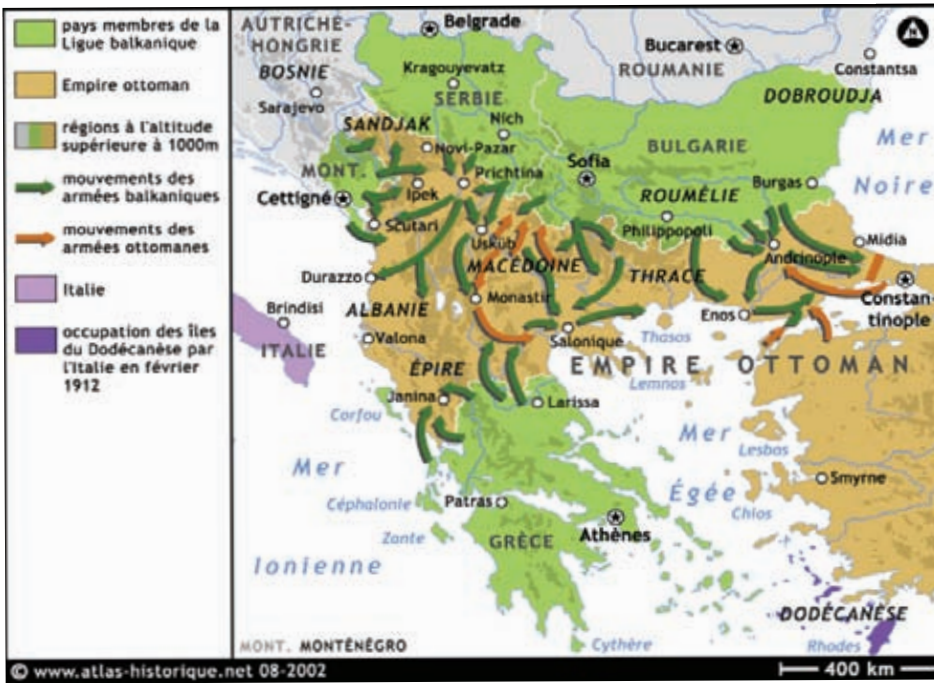 pays membres de la
Ligue balkanique
Empire ottoman
régions à l'altitude
supérieure à 1000m
mouvements des
armées balkaniques
mouvements des
armées ottomanes
Italie
occupation des îles
du Dodécanèse par
l'Italie en février
1912
AUTRICHE-
HONGRIE
Belgrade
Bucarest
ROUMANIE
Constantsa
BOSNIE
Kragouyevatz
SERBIE
DOBROUDJA
Sarajevo
SANDJAK
Nich
Mer
Noire
Novi-Pazar
BULGARIE
MONT.
Sofia
Ipek
Prichtina
ROUMÉLIE
Burgas
Cettigné
Scutari
Uskub
Philippopoli
Midia
MACÉDOINE
Andrinople
Durazzo
THRACE
Constan-
tinople
Brindisi
ALBANIE
Monastir
Enos
ITALIE
Valona
Salonique
Thasos
ÉPIRE
EMPIRE OTTOMAN
Lemnos
Janina
Larissa
Corfou
Mer
Égée
Lesbos
Mer
Ionienne
Smyrne
Céphalonie
Patras
Chios
Zante
GRÈCE
Athènes
DODÉCANÈSE
MONT. MONTÉNÉGRO
Cythère
Rhodes
© www.atlas-historique.net 08-2002
400 km